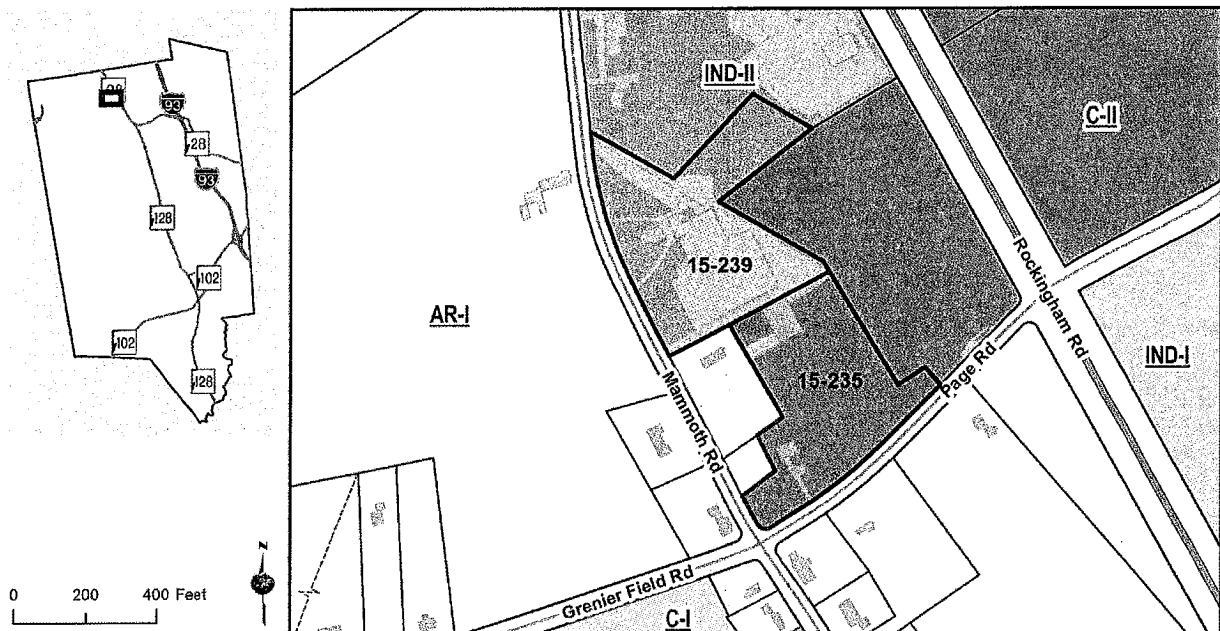 28
93
28
93
128
102
102
128
N
0 200 400 Feet
IND-II
C-II
15-239
AR-I
Rockingham Rd
IND-I
Mammoth Rd
15-235
Page Rd
Grenier Field Rd
C-I